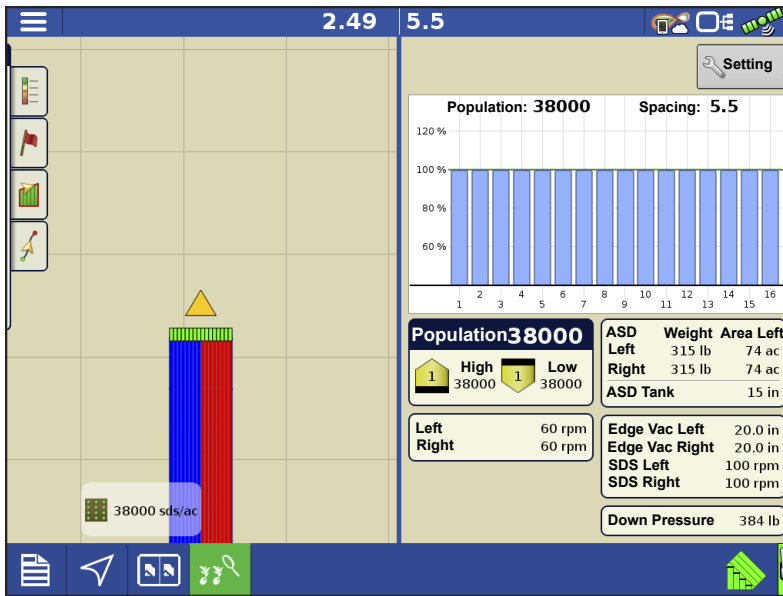 2.49 5.5
Setting
Population: 38000 Spacing: 5.5
120 %
100 %
80 %
60 %
2 4 6 8 10 12 14 16
1 3 5 7 9 11 13 15
Population 38000
High 38000
Low 38000
1 1
Left 60 rpm
Right 60 rpm
ASD Weight Area Left
Left 315 lb 74 ac
Right 315 lb 74 ac
ASD Tank 15 in
Edge Vac Left 20.0 in
Edge Vac Right 20.0 in
SDS Left 100 rpm
SDS Right 100 rpm
Down Pressure 384 lb
38000 sds/ac